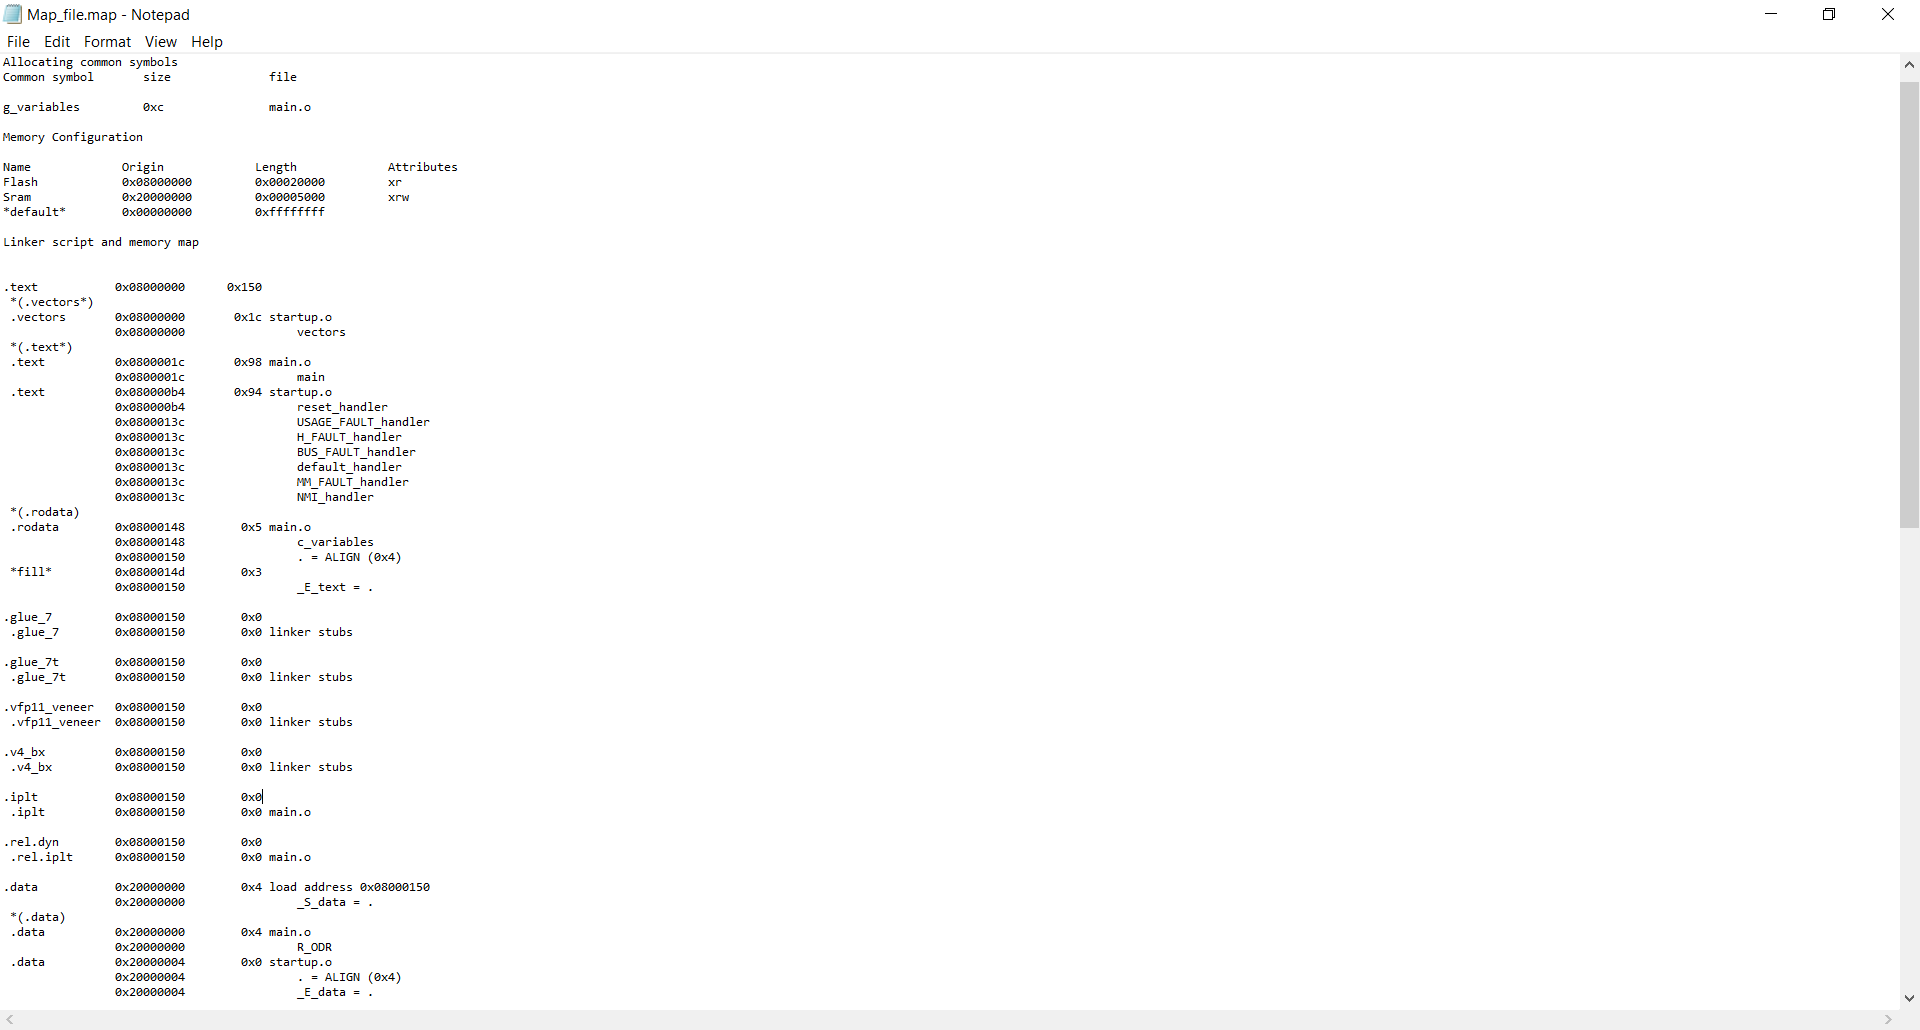 Map_file.map - Notepad
File Edit Format View Help
Allocating common symbols
Common symbol       size              file

g_variables         0xc               main.o

Memory Configuration

Name             Origin             Length             Attributes
Flash            0x08000000         0x00020000         xr
Sram             0x20000000         0x00005000         xrw
*default*        0x00000000         0xffffffff

Linker script and memory map


.text           0x08000000      0x150
 *(.vectors*)
 .vectors       0x08000000       0x1c startup.o
                0x08000000                vectors
 *(.text*)
 .text          0x0800001c       0x98 main.o
                0x0800001c                main
 .text          0x080000b4       0x94 startup.o
                0x080000b4                reset_handler
                0x0800013c                USAGE_FAULT_handler
                0x0800013c                H_FAULT_handler
                0x0800013c                BUS_FAULT_handler
                0x0800013c                default_handler
                0x0800013c                MM_FAULT_handler
                0x0800013c                NMI_handler
 *(.rodata)
 .rodata        0x08000148        0x5 main.o
                0x08000148                c_variables
                0x08000150                . = ALIGN (0x4)
 *fill*         0x0800014d        0x3
                0x08000150                _E_text = .

.glue_7         0x08000150        0x0
 .glue_7        0x08000150        0x0 linker stubs

.glue_7t        0x08000150        0x0
 .glue_7t       0x08000150        0x0 linker stubs

.vfp11_veneer   0x08000150        0x0
 .vfp11_veneer  0x08000150        0x0 linker stubs

.v4_bx          0x08000150        0x0
 .v4_bx         0x08000150        0x0 linker stubs

.iplt           0x08000150        0x0
 .iplt          0x08000150        0x0 main.o

.rel.dyn        0x08000150        0x0
 .rel.iplt      0x08000150        0x0 main.o

.data           0x20000000        0x4 load address 0x08000150
                0x20000000                _S_data = .
 *(.data)
 .data          0x20000000        0x4 main.o
                0x20000000                R_ODR
 .data          0x20000004        0x0 startup.o
                0x20000004                . = ALIGN (0x4)
                0x20000004                _E_data = .